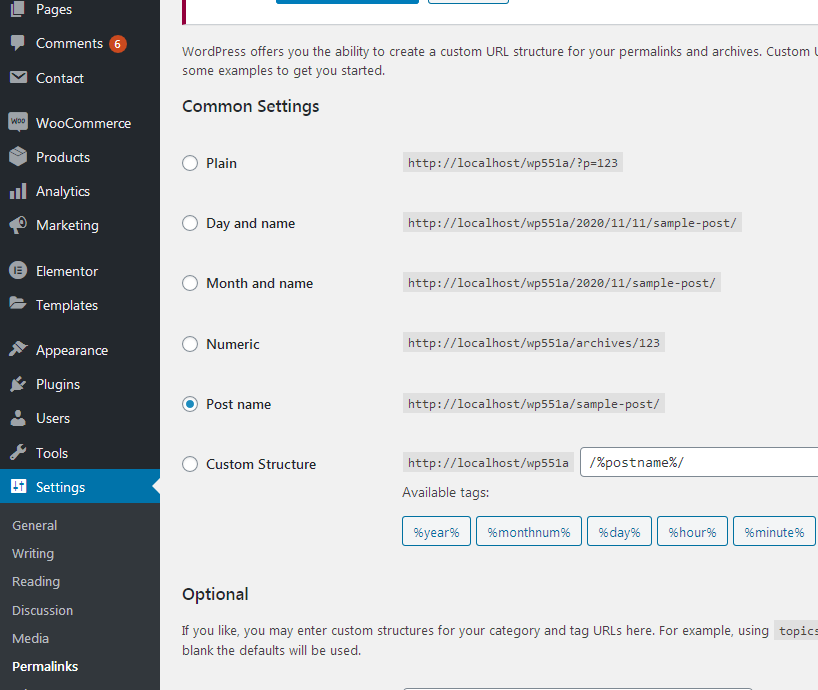 Pages
Comments 6
Contact
WOO WooCommerce
Products
Analytics
Marketing
Elementor
Templates
Appearance
Plugins
Users
Tools
Settings
General
Writing
Reading
Discussion
Media
Permalinks
WordPress offers you the ability to create a custom URL structure for your permalinks and archives. Custom
some examples to get you started.
Common Settings
Plain http://localhost/wp551a/?p=123
Day and name http://localhost/wp551a/2020/11/11/sample-post/
Month and name http://localhost/wp551a/2020/11/sample-post/
Numeric http://localhost/wp551a/archives/123
Post name http://localhost/wp551a/sample-post/
Custom Structure http://localhost/wp551a /%postname%/
Available tags:
%year% %monthnum% %day% %hour% %minute%
Optional
If you like, you may enter custom structures for your category and tag URLs here. For example, using topics
blank the defaults will be used.